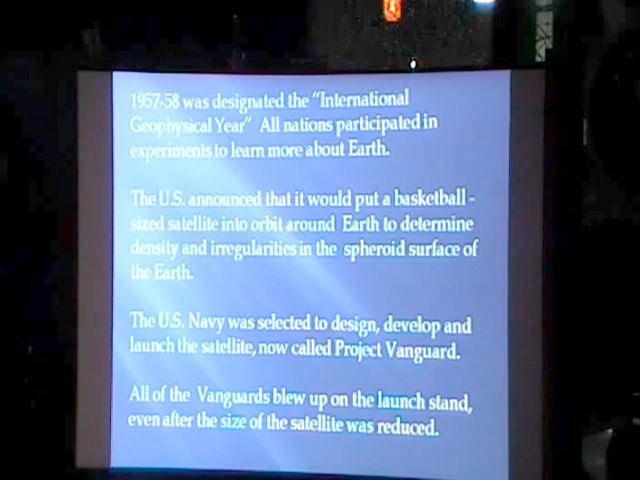 1957-58 was designated the "International
Geophysical Year" All nations participated in
experiments to learn more about Earth.
The U.S. announced that it would put a basketball -
sized satellite into orbit around Earth to determine
density and irregularities in the spheroid surface of
the Earth.
The U.S. Navy was selected to design, develop and
launch the satellite, now called Project Vanguard.
All of the Vanguards blew up on the launch stand,
even after the size of the satellite was reduced.